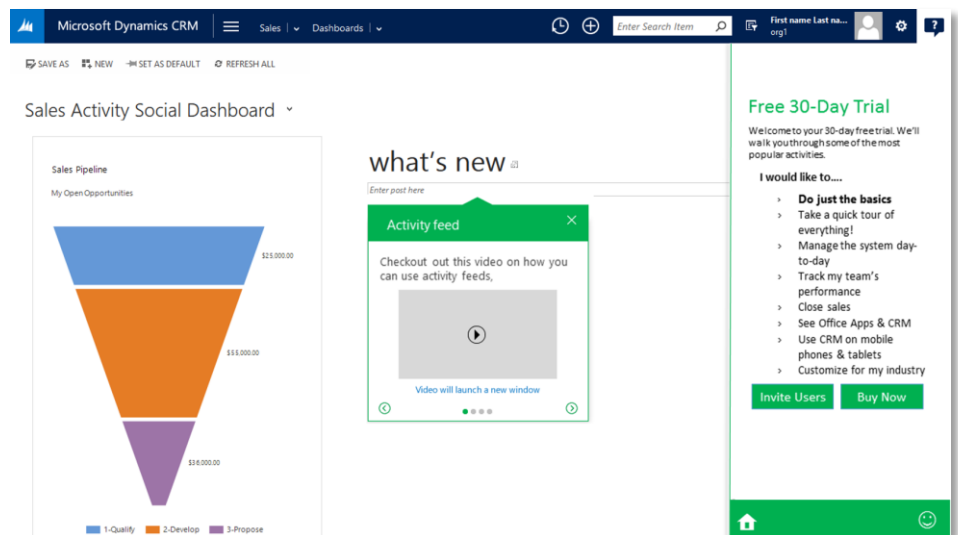 Microsoft Dynamics CRM
Sales
Dashboards
Enter Search Item
First name Last na...
org1
?
SAVE AS
NEW
SET AS DEFAULT
REFRESH ALL
Sales Activity Social Dashboard
Sales Pipeline
My Open Opportunities
$25,000.00
$55,000.00
$36,000.00
1-Qualify
2-Develop
3-Propose
what's new
Enter post here
Activity feed
Checkout out this video on how you
can use activity feeds,
Video will launch a new window
Free 30-Day Trial
Welcome to your 30-day free trial. We'll
walk you through some of the most
popular activities.
I would like to....
› Do just the basics
› Take a quick tour of
everything!
› Manage the system day-
to-day
› Track my team's
performance
› Close sales
› See Office Apps & CRM
› Use CRM on mobile
phones & tablets
› Customize for my industry
Invite Users
Buy Now